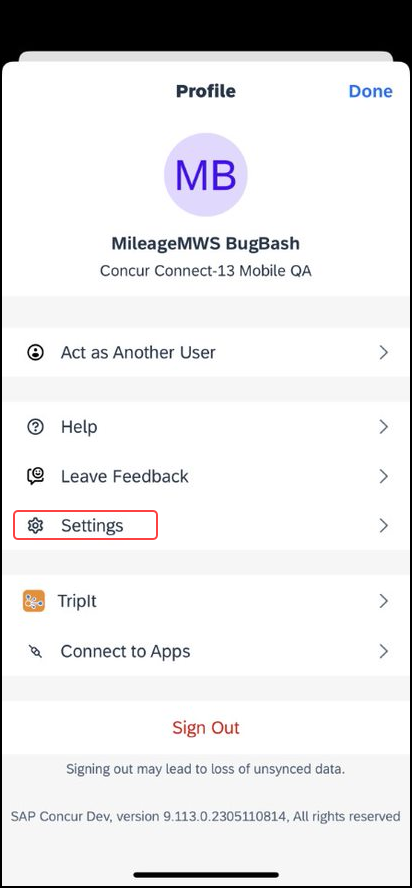 Profile
Done
MB
MileageMWS BugBash
Concur Connect-13 Mobile QA
Act as Another User
Help
Leave Feedback
Settings
TripIt
Connect to Apps
Sign Out
Signing out may lead to loss of unsynced data.
SAP Concur Dev, version 9.113.0.2305110814, All rights reserved